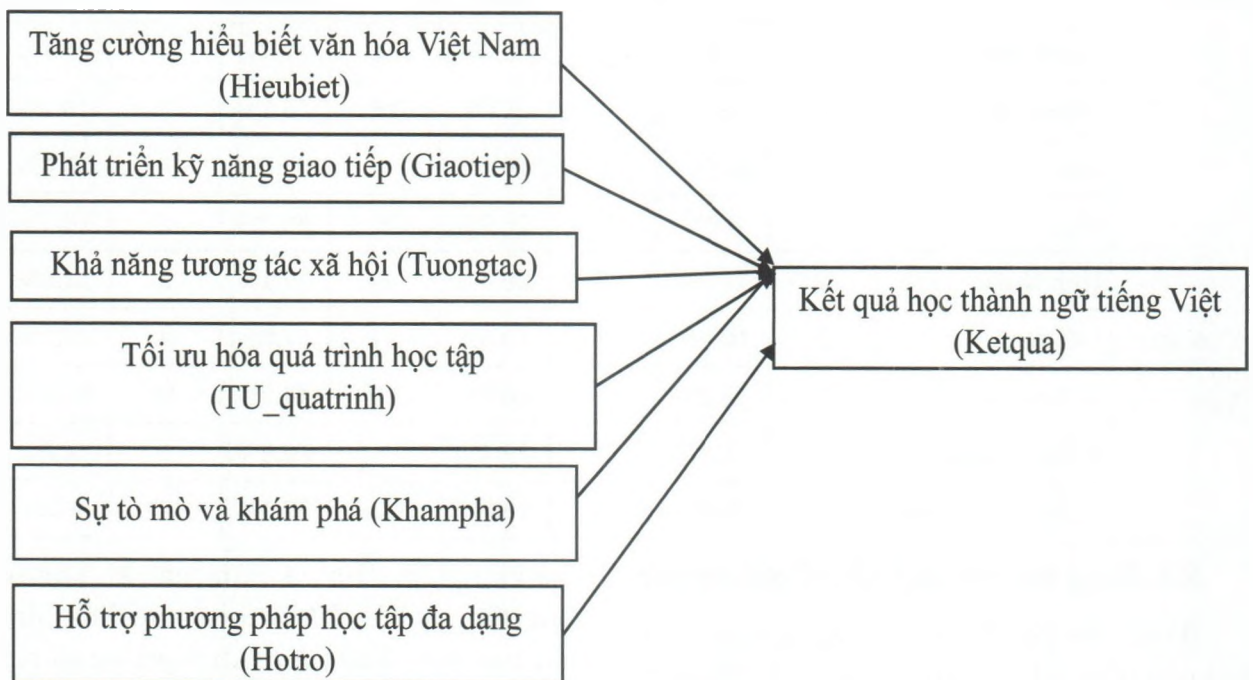 Tăng cường hiểu biết văn hóa Việt Nam
(Hieubiet)
Phát triển kỹ năng giao tiếp (Giaotiep)
Khả năng tương tác xã hội (Tuongtac)
Tối ưu hóa quá trình học tập
(TU_quatrinh)
Sự tò mò và khám phá (Khampha)
Hỗ trợ phương pháp học tập đa dạng
(Hotro)
Kết quả học thành ngữ tiếng Việt
(Ketqua)